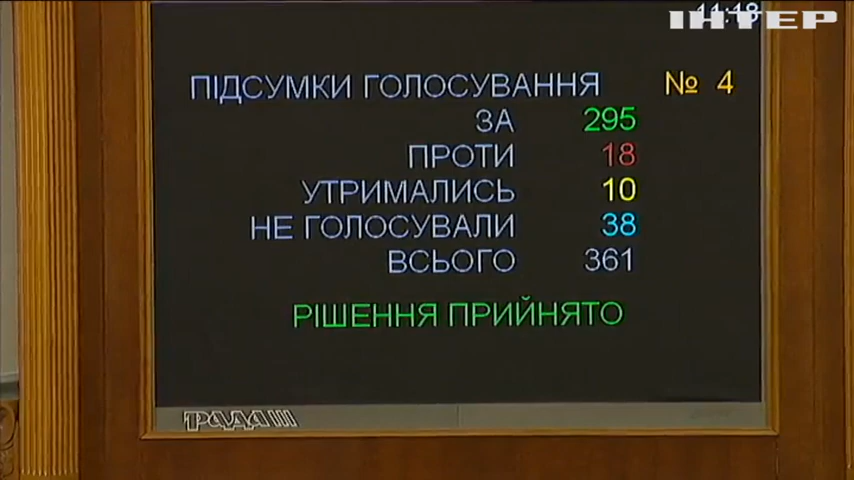 11:18
ІНТЕР
ПІДСУМКИ ГОЛОСУВАННЯ № 4
ЗА 295
ПРОТИ 18
УТРИМАЛИСЬ 10
НЕ ГОЛОСУВАЛИ 38
ВСЬОГО 361
РІШЕННЯ ПРИЙНЯТО
РАДА III